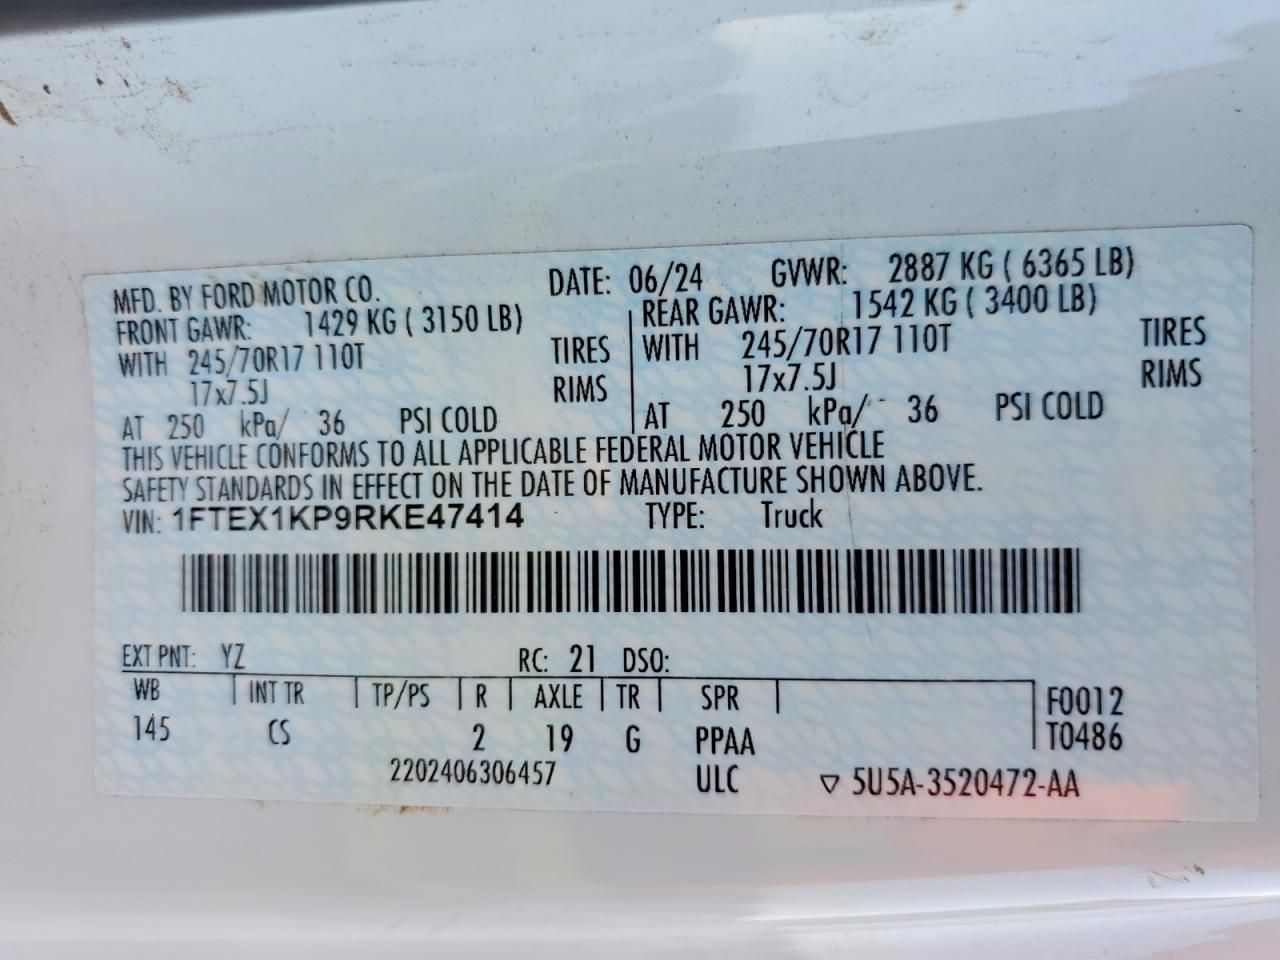 MFD. BY FORD MOTOR CO. DATE: 06/24 GVWR: 2887 KG ( 6365 LB)
FRONT GAWR: 1429 KG ( 3150 LB) REAR GAWR: 1542 KG ( 3400 LB)
WITH 245/70R17 110T TIRES WITH 245/70R17 110T TIRES
17x7.5J RIMS 17x7.5J RIMS
AT 250 kPa/ 36 PSI COLD AT 250 kPa/ 36 PSI COLD
THIS VEHICLE CONFORMS TO ALL APPLICABLE FEDERAL MOTOR VEHICLE
SAFETY STANDARDS IN EFFECT ON THE DATE OF MANUFACTURE SHOWN ABOVE.
VIN: 1FTEX1KP9RKE47414 TYPE: Truck
EXT PNT: YZ RC: 21 DSO:
WB INT TR TP/PS R AXLE TR SPR F0012
145 CS 2 19 G PPAA T0486
2202406306457 ULC ▽ 5U5A-3520472-AA